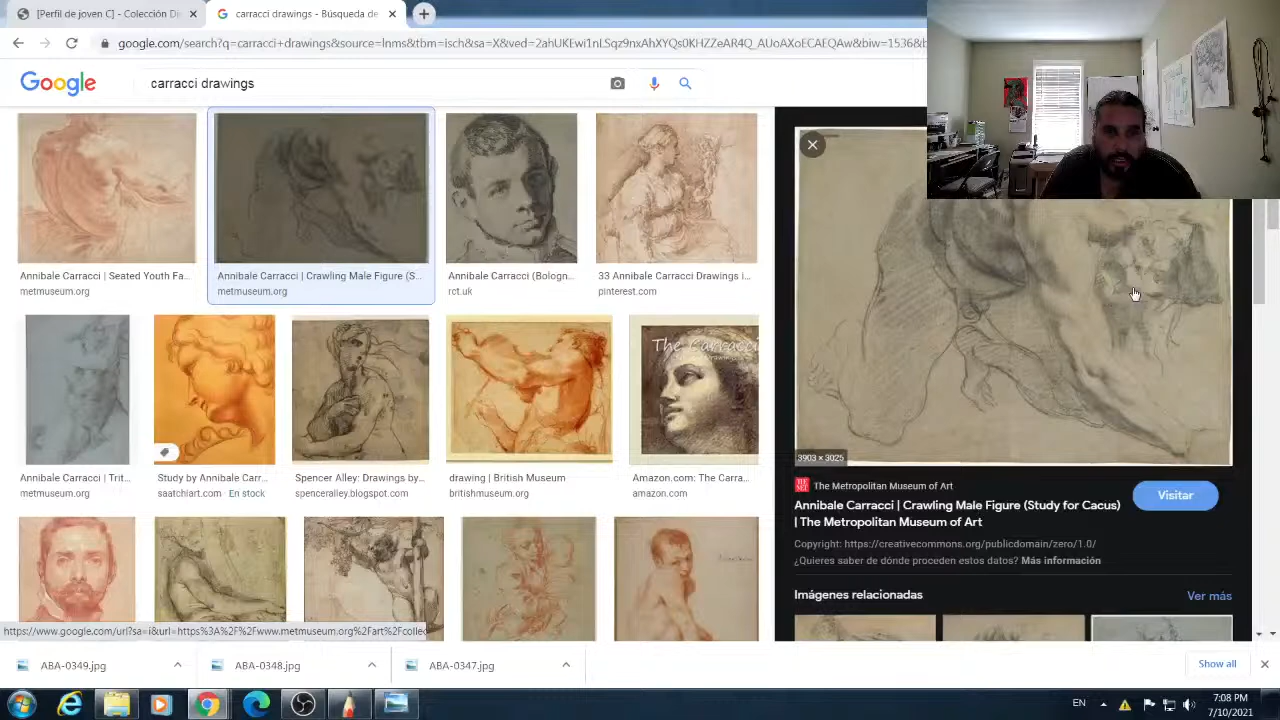 [Perfil de joven C] - Colección Di
carracci drawings - Búsqueda de
google.com/search?q=carracci+drawings&source=lnms&tbm=isch&sa=X&ved=2ahUKEwi1nLSqz9nxAhXYQs0KHZZeAR4Q_AUoAXoECAEQAw&biw=1536&b
Google
carracci drawings
Annibale Carracci | Seated Youth Fa...
metmuseum.org
Annibale Carracci | Crawling Male Figure (S...
metmuseum.org
Annibale Carracci (Bologn...
rct.uk
33 Annibale Carracci Drawings i...
pinterest.com
The Carracci
Annibale Carracci | Trit...
metmuseum.org
Study by Annibale Carr...
saatchiart.com · En stock
Spencer Alley: Drawings by...
spenceralley.blogspot.com
drawing | British Museum
britishmuseum.org
Amazon.com: The Carra...
amazon.com
3903 × 3025
THE MET
The Metropolitan Museum of Art
Annibale Carracci | Crawling Male Figure (Study for Cacus)
| The Metropolitan Museum of Art
Visitar
Copyright: https://creativecommons.org/publicdomain/zero/1.0/
¿Quieres saber de dónde proceden estos datos? Más información
Imágenes relacionadas
Ver más
https://www.google.com/url?sa=i&url=https%3A%2F%2Fwww.metmuseum.org%2Fart%2Fcollec
ABA-0349.jpg
ABA-0348.jpg
ABA-0347.jpg
Show all
EN
7:08 PM
7/10/2021